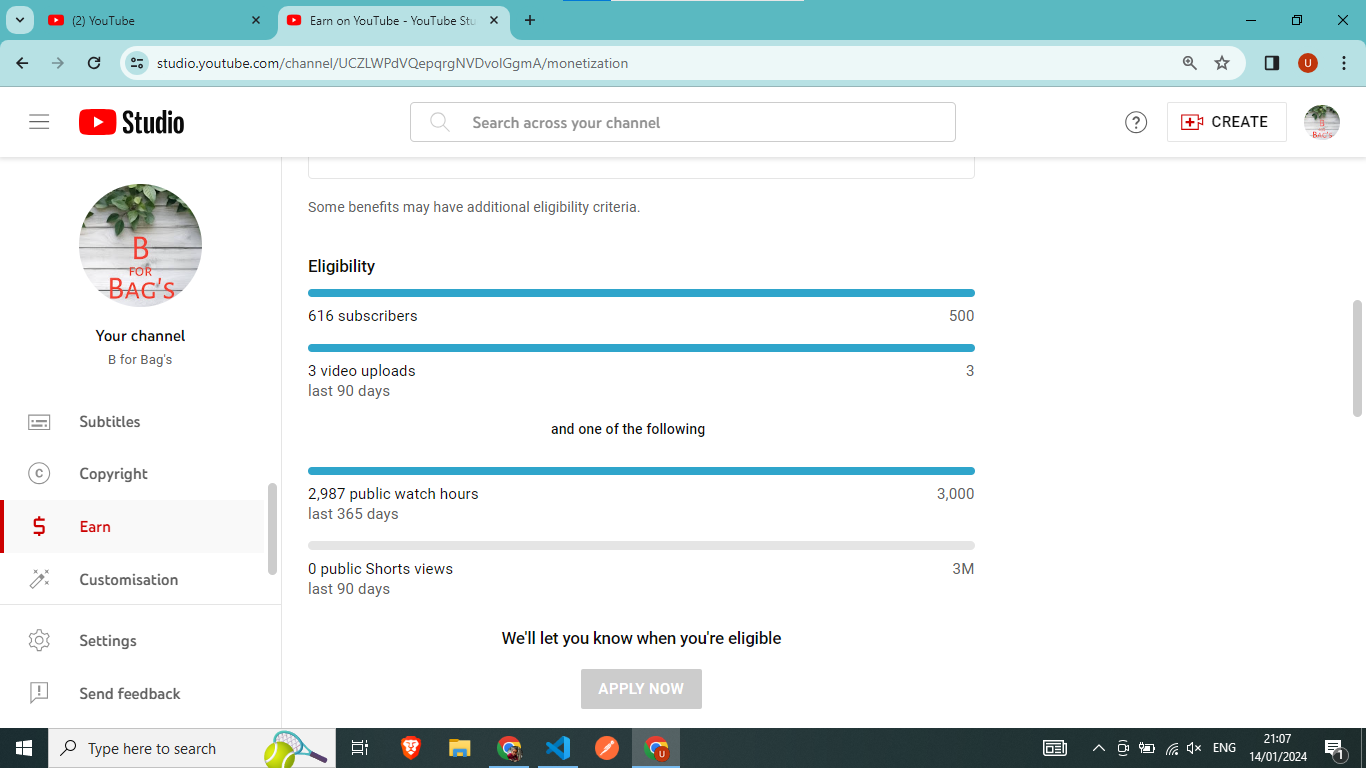 (2) YouTube
Earn on YouTube - YouTube Stu
studio.youtube.com/channel/UCZLWPdVQepqrgNVDvolGgmA/monetization
U
Studio
Search across your channel
?
CREATE
B
FOR
BAG'S
B
FOR
BAG'S
Your channel
B for Bag's
Subtitles
C
Copyright
$
Earn
Customisation
Settings
Send feedback
Some benefits may have additional eligibility criteria.
Eligibility
616 subscribers 500
3 video uploads 3
last 90 days
and one of the following
2,987 public watch hours 3,000
last 365 days
0 public Shorts views 3M
last 90 days
We'll let you know when you're eligible
APPLY NOW
Type here to search
U
ENG
21:07
14/01/2024
1